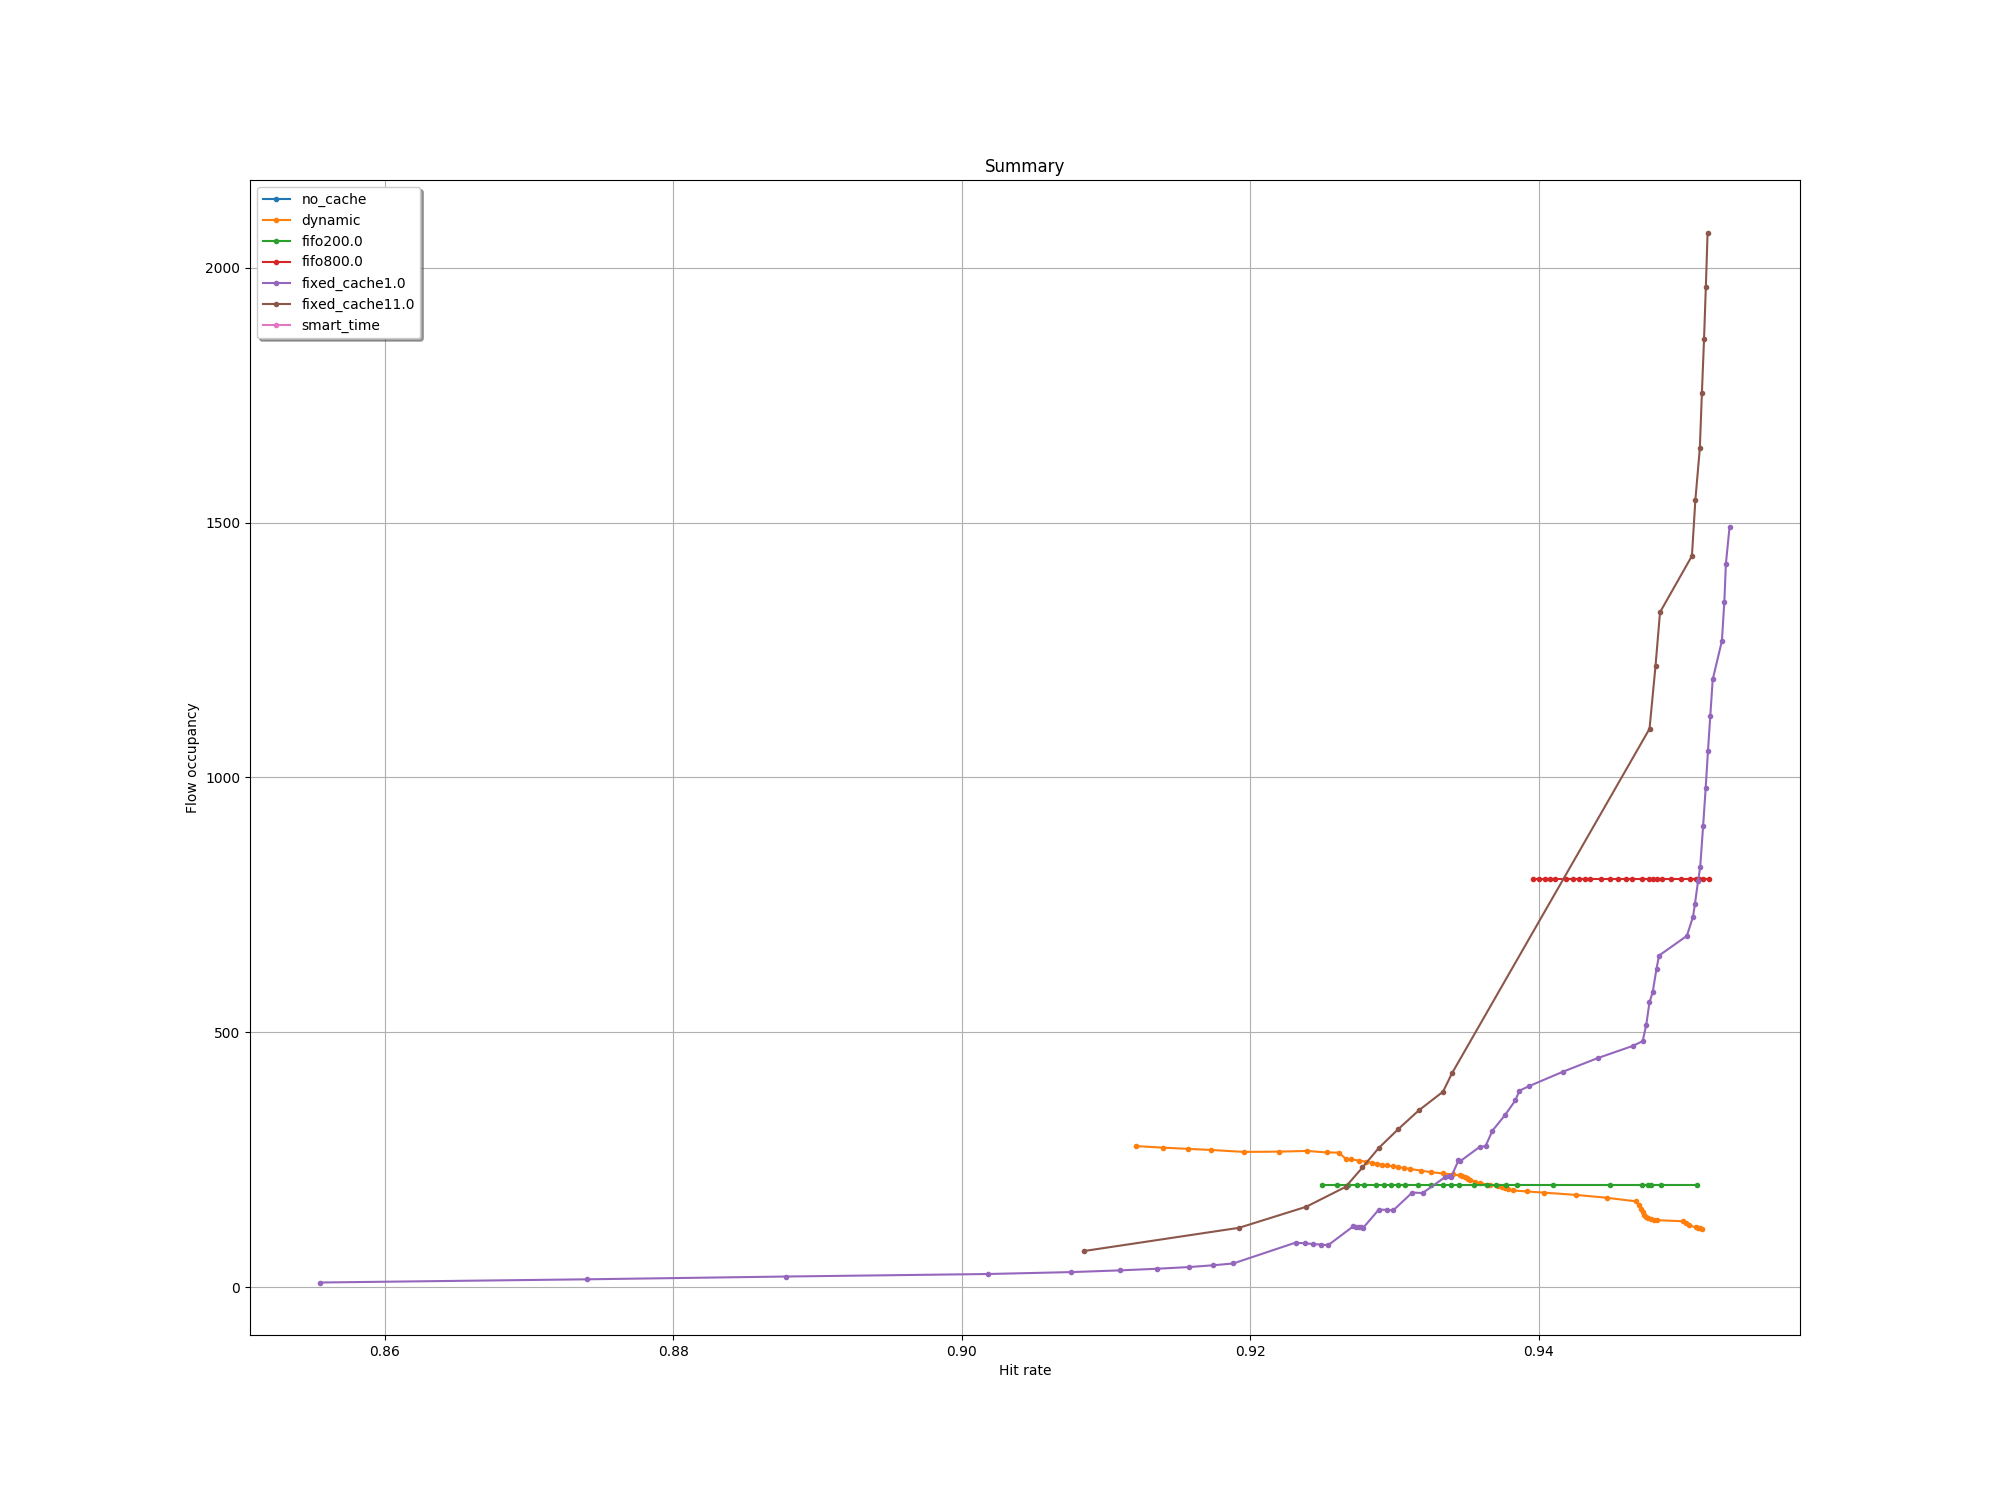 Summary
no_cache
dynamic
fifo200.0
fifo800.0
fixed_cache1.0
fixed_cache11.0
smart_time
2000
1500
1000
500
0
Flow occupancy
0.86 0.88 0.90 0.92 0.94
Hit rate